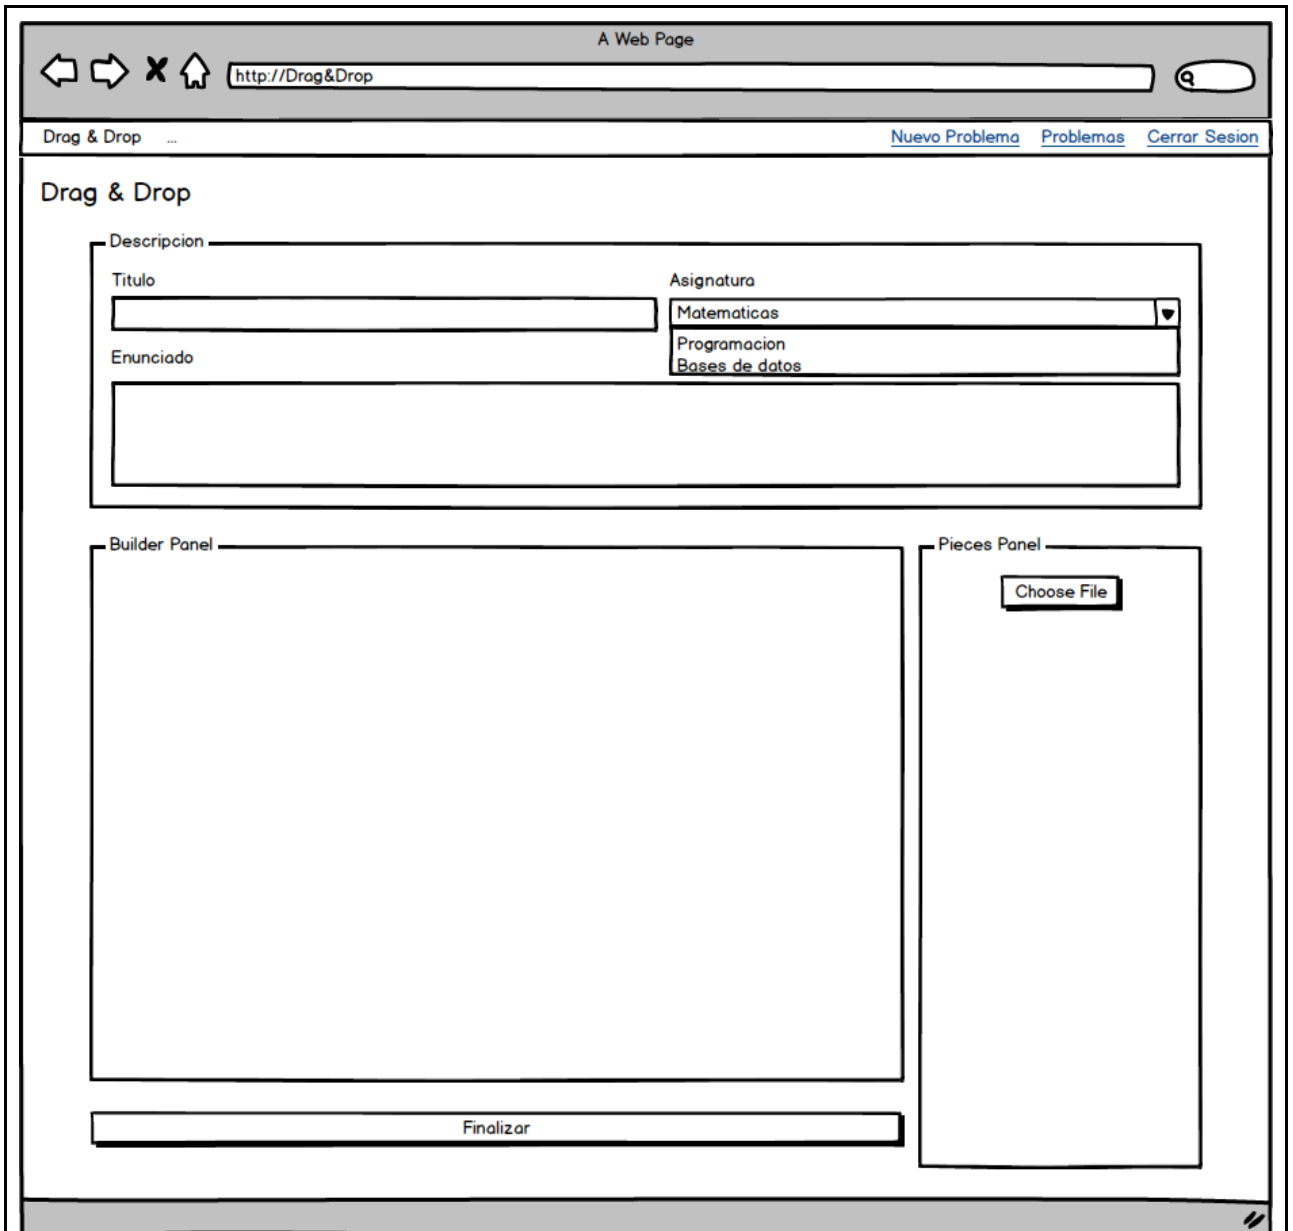 A Web Page
http://Drag&Drop
Drag & Drop ... Nuevo Problema Problemas Cerrar Sesion
Drag & Drop
Descripcion
Titulo Asignatura
Matematicas
Programacion
Enunciado
Bases de datos
Builder Panel Pieces Panel
Choose File
Finalizar